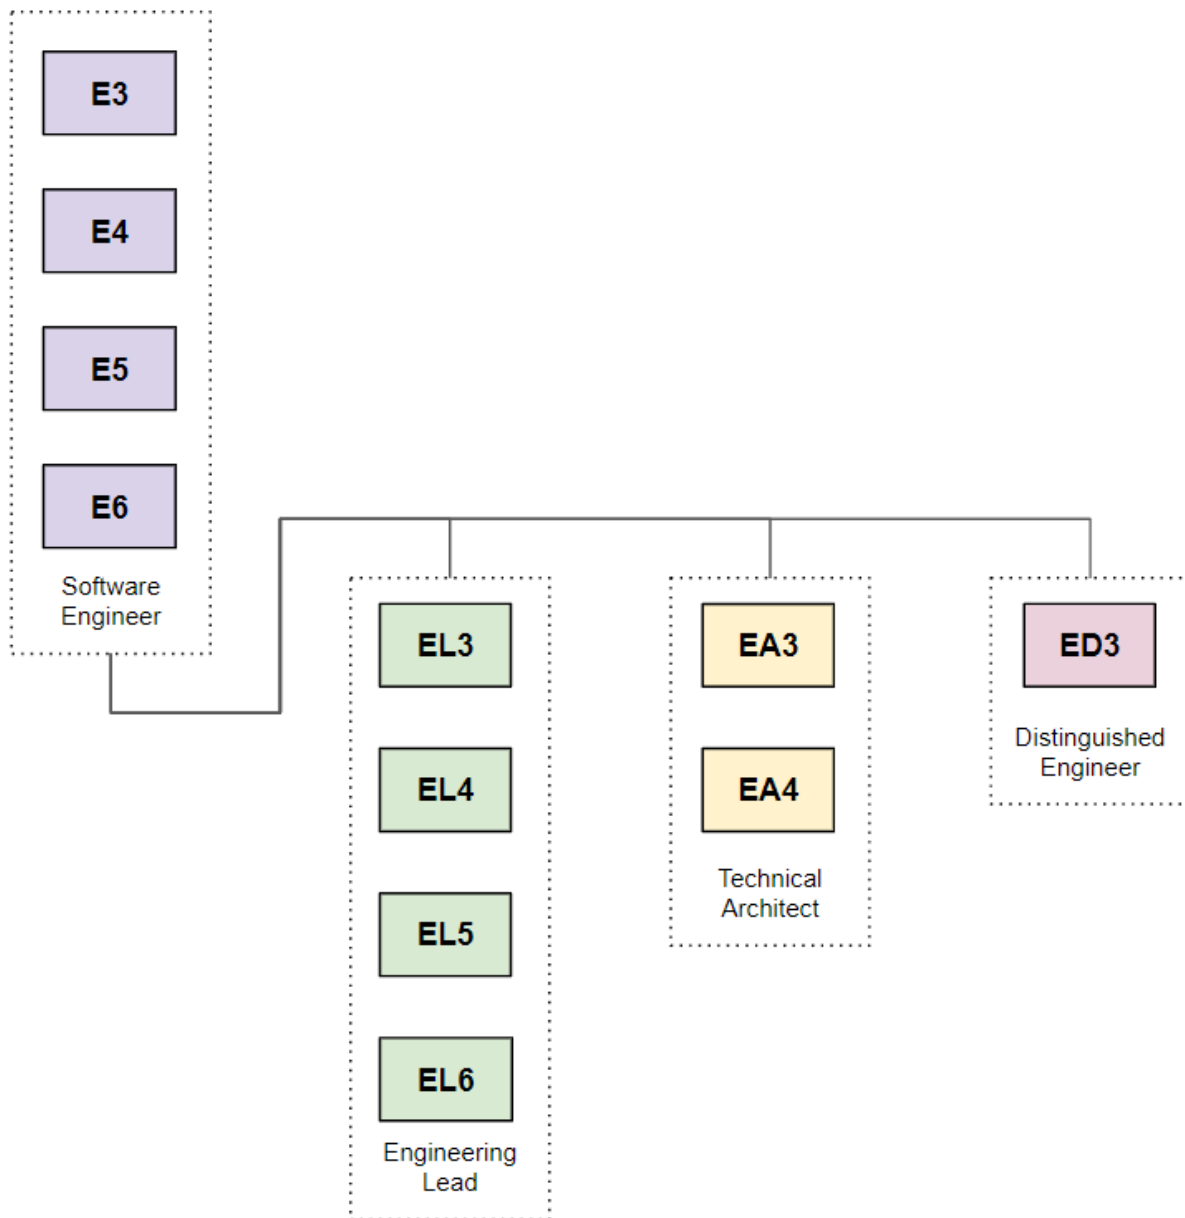 E3
E4
E5
E6
Software
Engineer
EL3
EL4
EL5
EL6
Engineering
Lead
EA3
EA4
Technical
Architect
ED3
Distinguished
Engineer